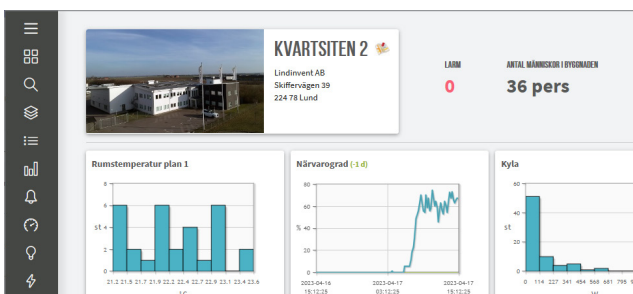 KVARTSITEN 2
Lindinvent AB
Skiffervägen 39
224 78 Lund
LARM
0
ANTAL MÄNNISKOR I BYGGNADEN
36 pers
Rumstemperatur plan 1
8
6
st 4
2
0
21.2 21.5 21.7 21.9 22.2 22.4 22.7 22.9 23.1 23.4 23.6
Närvarograd (-1 d)
80
60
% 40
20
0
2023-04-16 2023-04-17 2023-04-17
15:12:25 03:12:25 15:12:25
Kyla
60
40
st
20
0
0 114 227 341 454 568 681 795